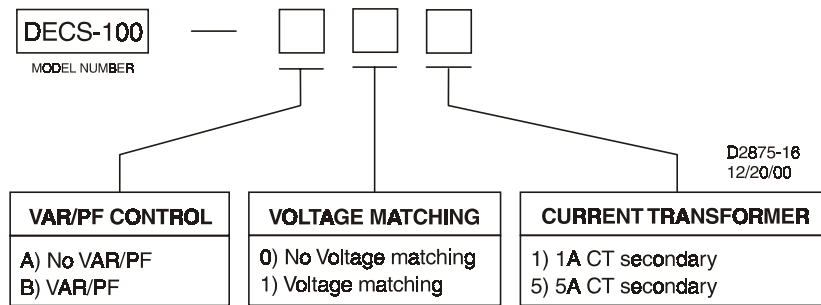 DECS-100
MODEL NUMBER
D2875-16
12/20/00
VAR/PF CONTROL
A) No VAR/PF
B) VAR/PF
VOLTAGE MATCHING
0) No Voltage matching
1) Voltage matching
CURRENT TRANSFORMER
1) 1A CT secondary
5) 5A CT secondary